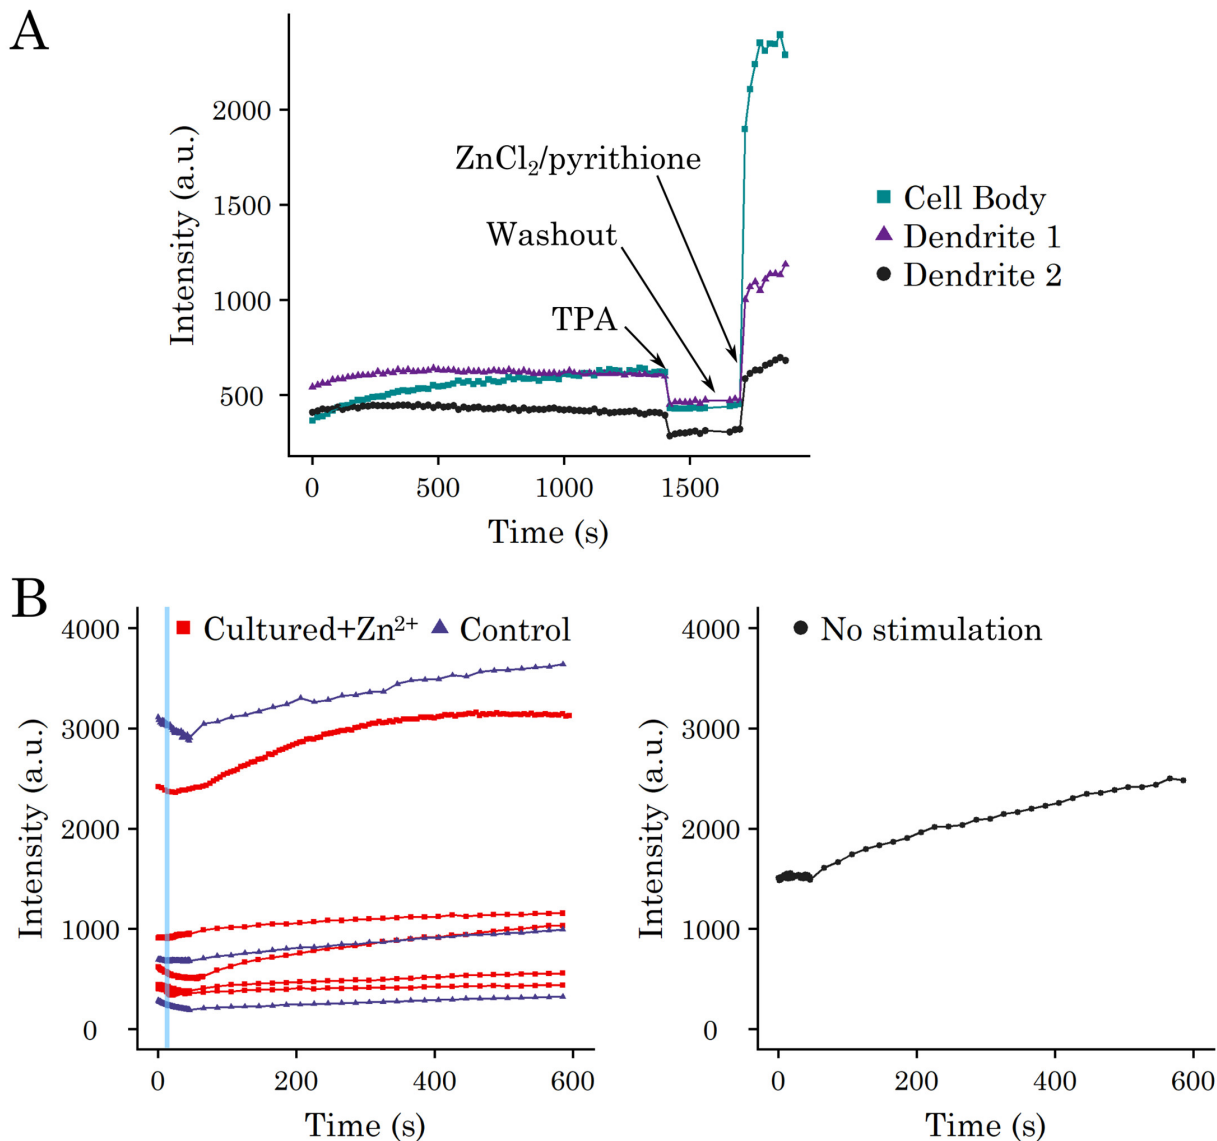 A
Intensity (a.u.)
2000
1500
1000
500
ZnCl₂/pyrithione
Washout
TPA
Cell Body
Dendrite 1
Dendrite 2
0
500
1000
1500
Time (s)
B
Intensity (a.u.)
4000
3000
2000
1000
0
Cultured+Zn²⁺
Control
0
200
400
600
Time (s)
Intensity (a.u.)
4000
3000
2000
1000
0
No stimulation
0
200
400
600
Time (s)